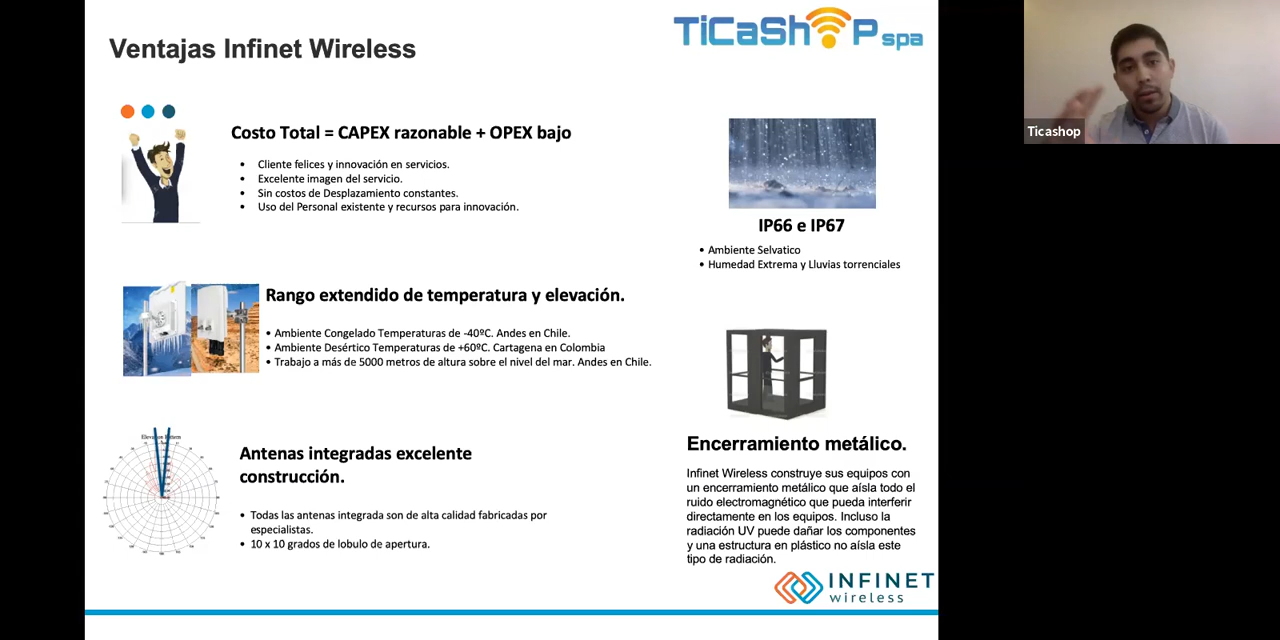 Ventajas Infinet Wireless
TiCaShOP spa
Ticashop
Costo Total = CAPEX razonable + OPEX bajo
• Cliente felices y innovación en servicios.
• Excelente imagen del servicio.
• Sin costos de Desplazamiento constantes.
• Uso del Personal existente y recursos para innovación.
IP66 e IP67
• Ambiente Selvatico
• Humedad Extrema y Lluvias torrenciales
Rango extendido de temperatura y elevación.
• Ambiente Congelado Temperaturas de -40ºC. Andes en Chile.
• Ambiente Desértico Temperaturas de +60ºC. Cartagena en Colombia
• Trabajo a más de 5000 metros de altura sobre el nivel del mar. Andes en Chile.
Antenas integradas excelente
construcción.
• Todas las antenas integrada son de alta calidad fabricadas por
especialistas.
• 10 x 10 grados de lobulo de apertura.
Encerramiento metálico.
Infinet Wireless construye sus equipos con
un encerramiento metálico que aísla todo el
ruido electromagnético que pueda interferir
directamente en los equipos. Incluso la
radiación UV puede dañar los componentes
y una estructura en plástico no aísla este
tipo de radiación.
INFINET
wireless